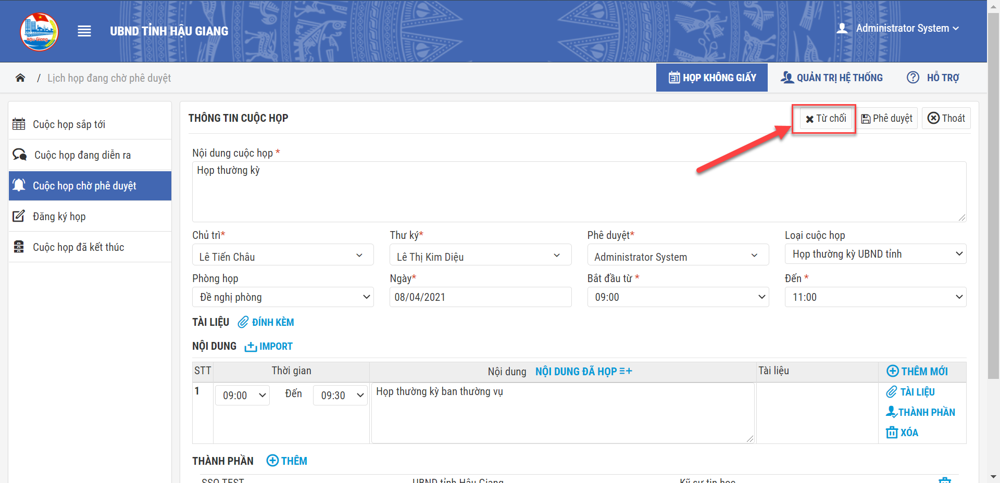 Hậu Giang
UBND TỈNH HẬU GIANG
Administrator System
/ Lịch họp đang chờ phê duyệt
31 HỌP KHÔNG GIẤY
QUẢN TRỊ HỆ THỐNG
? HỖ TRỢ
Cuộc họp sắp tới
Cuộc họp đang diễn ra
Cuộc họp chờ phê duyệt
Đăng ký họp
Cuộc họp đã kết thúc
THÔNG TIN CUỘC HỌP
Từ chối
Phê duyệt
Thoát
Nội dung cuộc họp *
Họp thường kỳ
Chủ trì* Thư ký* Phê duyệt* Loại cuộc họp
Lê Tiến Châu Lê Thị Kim Diệu Administrator System Họp thường kỳ UBND tỉnh
Phòng họp Ngày* Bắt đầu từ * Đến *
Đề nghị phòng 08/04/2021 09:00 11:00
TÀI LIỆU ĐÍNH KÈM
NỘI DUNG IMPORT
STT Thời gian Nội dung NỘI DUNG ĐÃ HỌP Tài liệu THÊM MỚI
1 09:00 Đến 09:30 Họp thường kỳ ban thường vụ TÀI LIỆU
THÀNH PHẦN
XÓA
THÀNH PHẦN THÊM
SSO TEST UBND tỉnh Hậu Giang Kỹ sư tin học